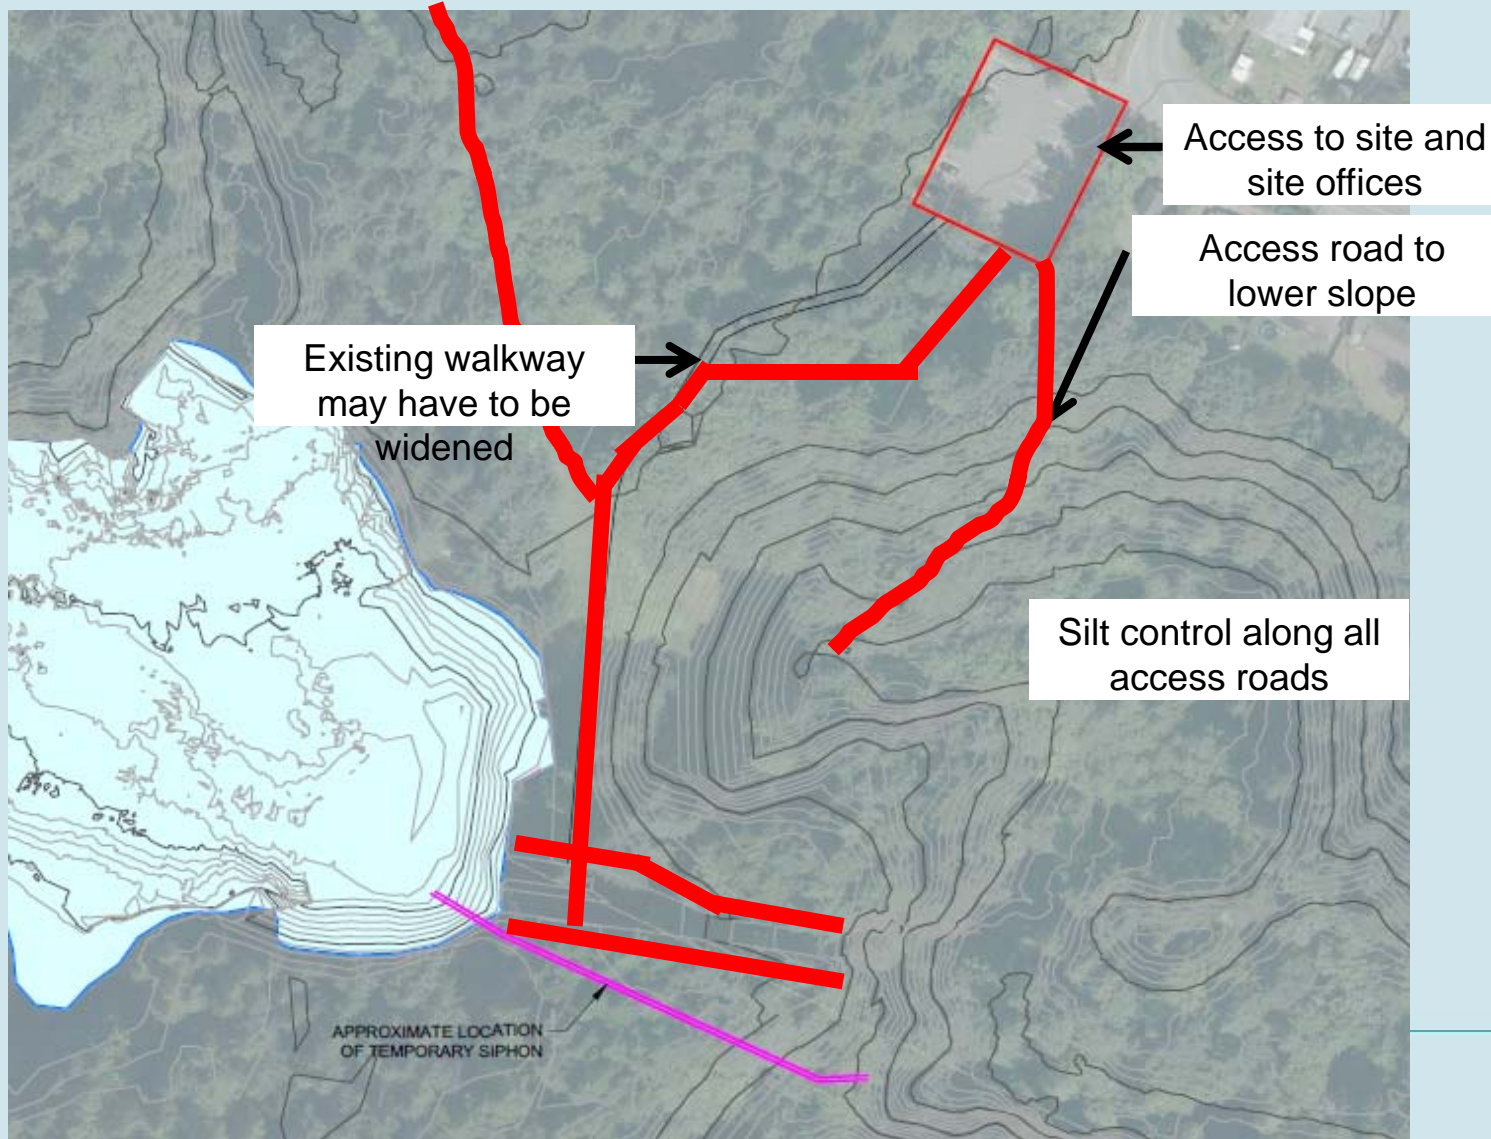 Access to site and
site offices
Access road to
lower slope
Existing walkway
may have to be
widened
Silt control along all
access roads
APPROXIMATE LOCATION
OF TEMPORARY SIPHON